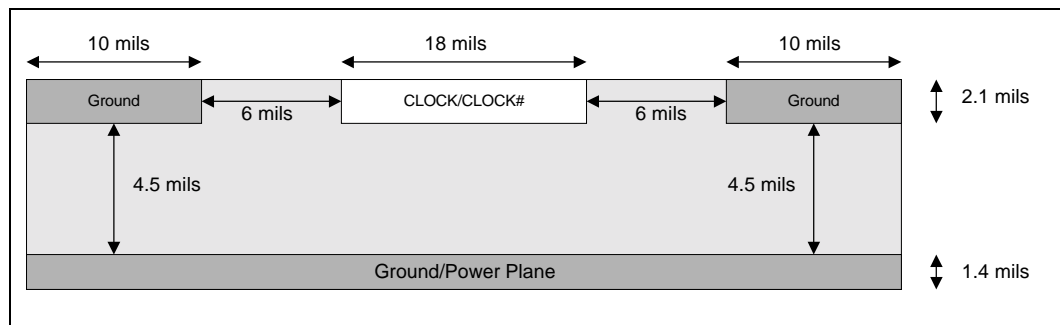 10 mils
18 mils
10 mils
Ground
CLOCK/CLOCK#
Ground
2.1 mils
6 mils
6 mils
4.5 mils
4.5 mils
Ground/Power Plane
1.4 mils